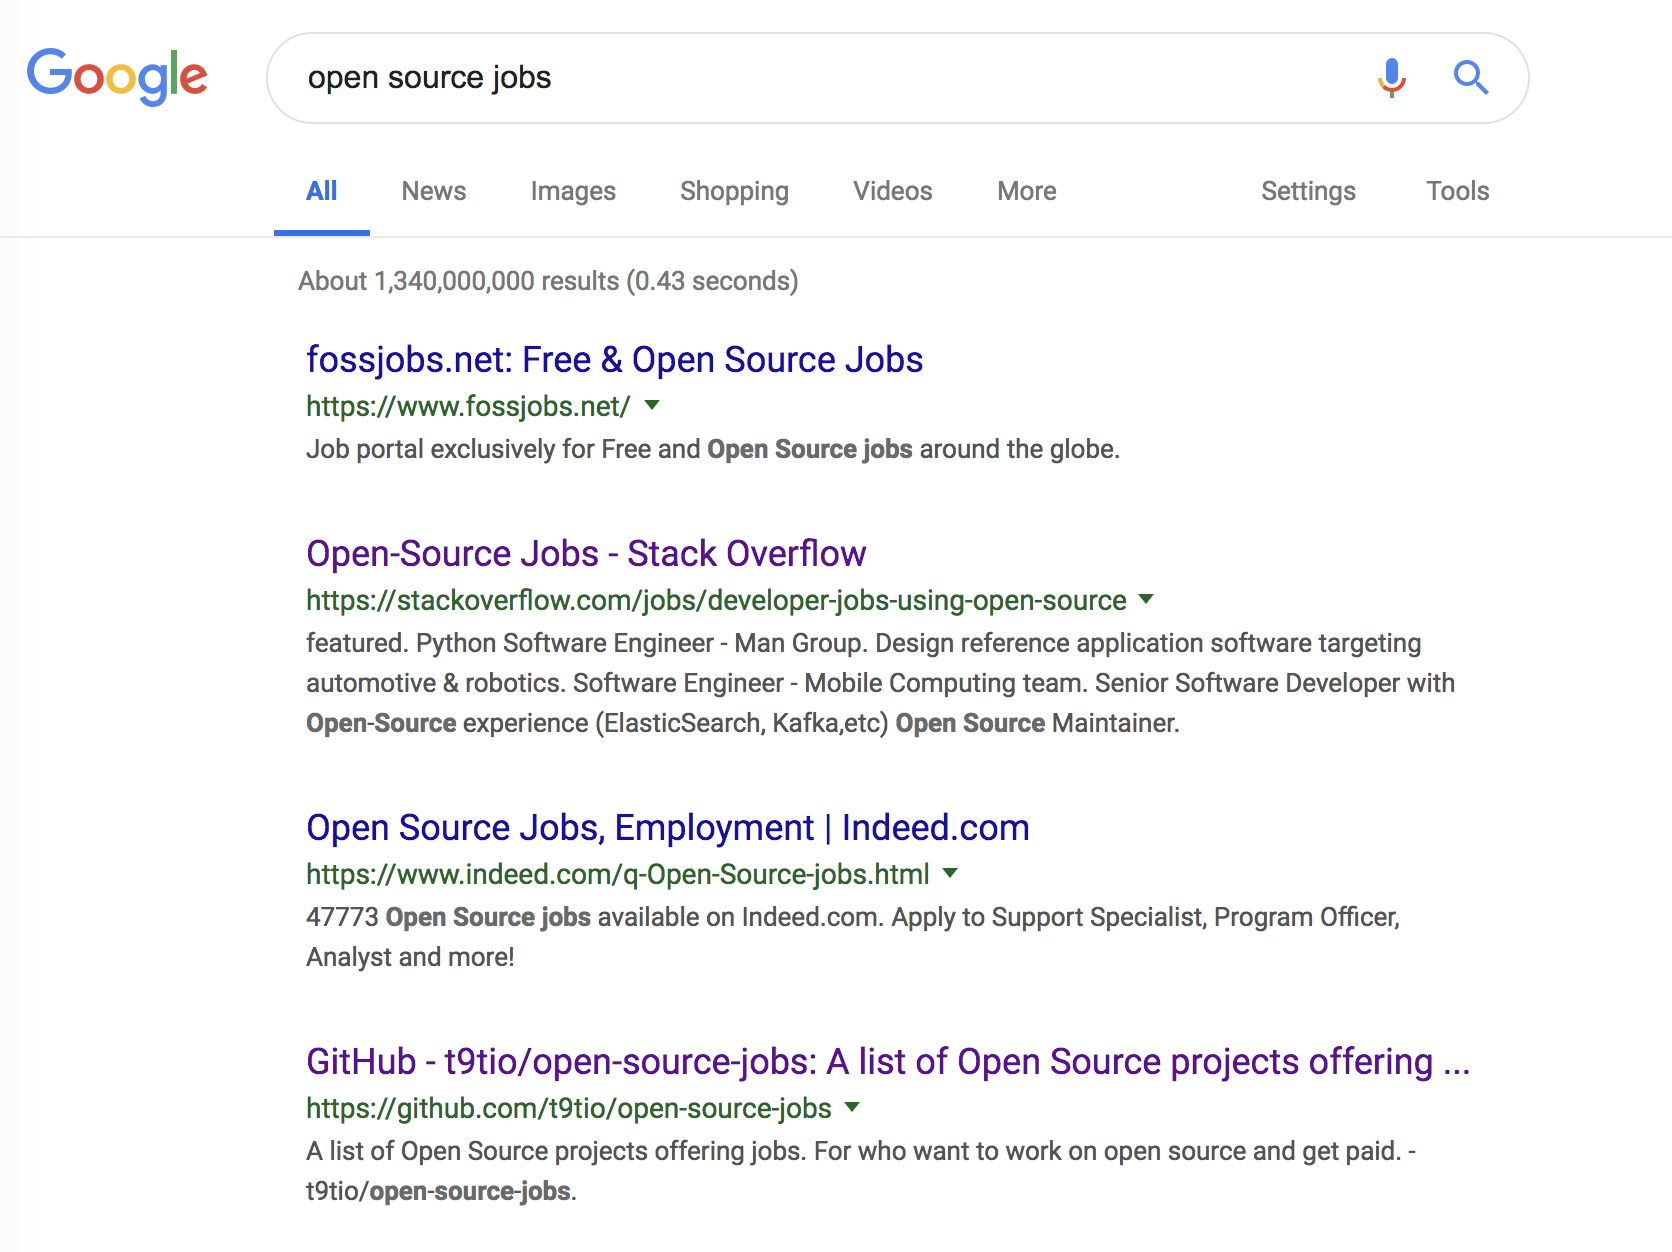 Google
open source jobs
All News Images Shopping Videos More Settings Tools
About 1,340,000,000 results (0.43 seconds)
fossjobs.net: Free & Open Source Jobs
https://www.fossjobs.net/
Job portal exclusively for Free and Open Source jobs around the globe.
Open-Source Jobs - Stack Overflow
https://stackoverflow.com/jobs/developer-jobs-using-open-source
featured. Python Software Engineer - Man Group. Design reference application software targeting
automotive & robotics. Software Engineer - Mobile Computing team. Senior Software Developer with
Open-Source experience (ElasticSearch, Kafka,etc) Open Source Maintainer.
Open Source Jobs, Employment | Indeed.com
https://www.indeed.com/q-Open-Source-jobs.html
47773 Open Source jobs available on Indeed.com. Apply to Support Specialist, Program Officer,
Analyst and more!
GitHub - t9tio/open-source-jobs: A list of Open Source projects offering ...
https://github.com/t9tio/open-source-jobs
A list of Open Source projects offering jobs. For who want to work on open source and get paid. -
t9tio/open-source-jobs.